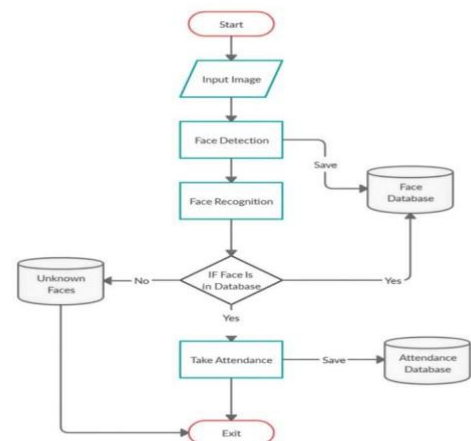 Start
Input Image
Face Detection
Save
Face
Database
Face Recognition
IF Face Is
in Database
Unknown
Faces
No
Yes
Yes
Take Attendance
Save
Attendance
Database
Exit